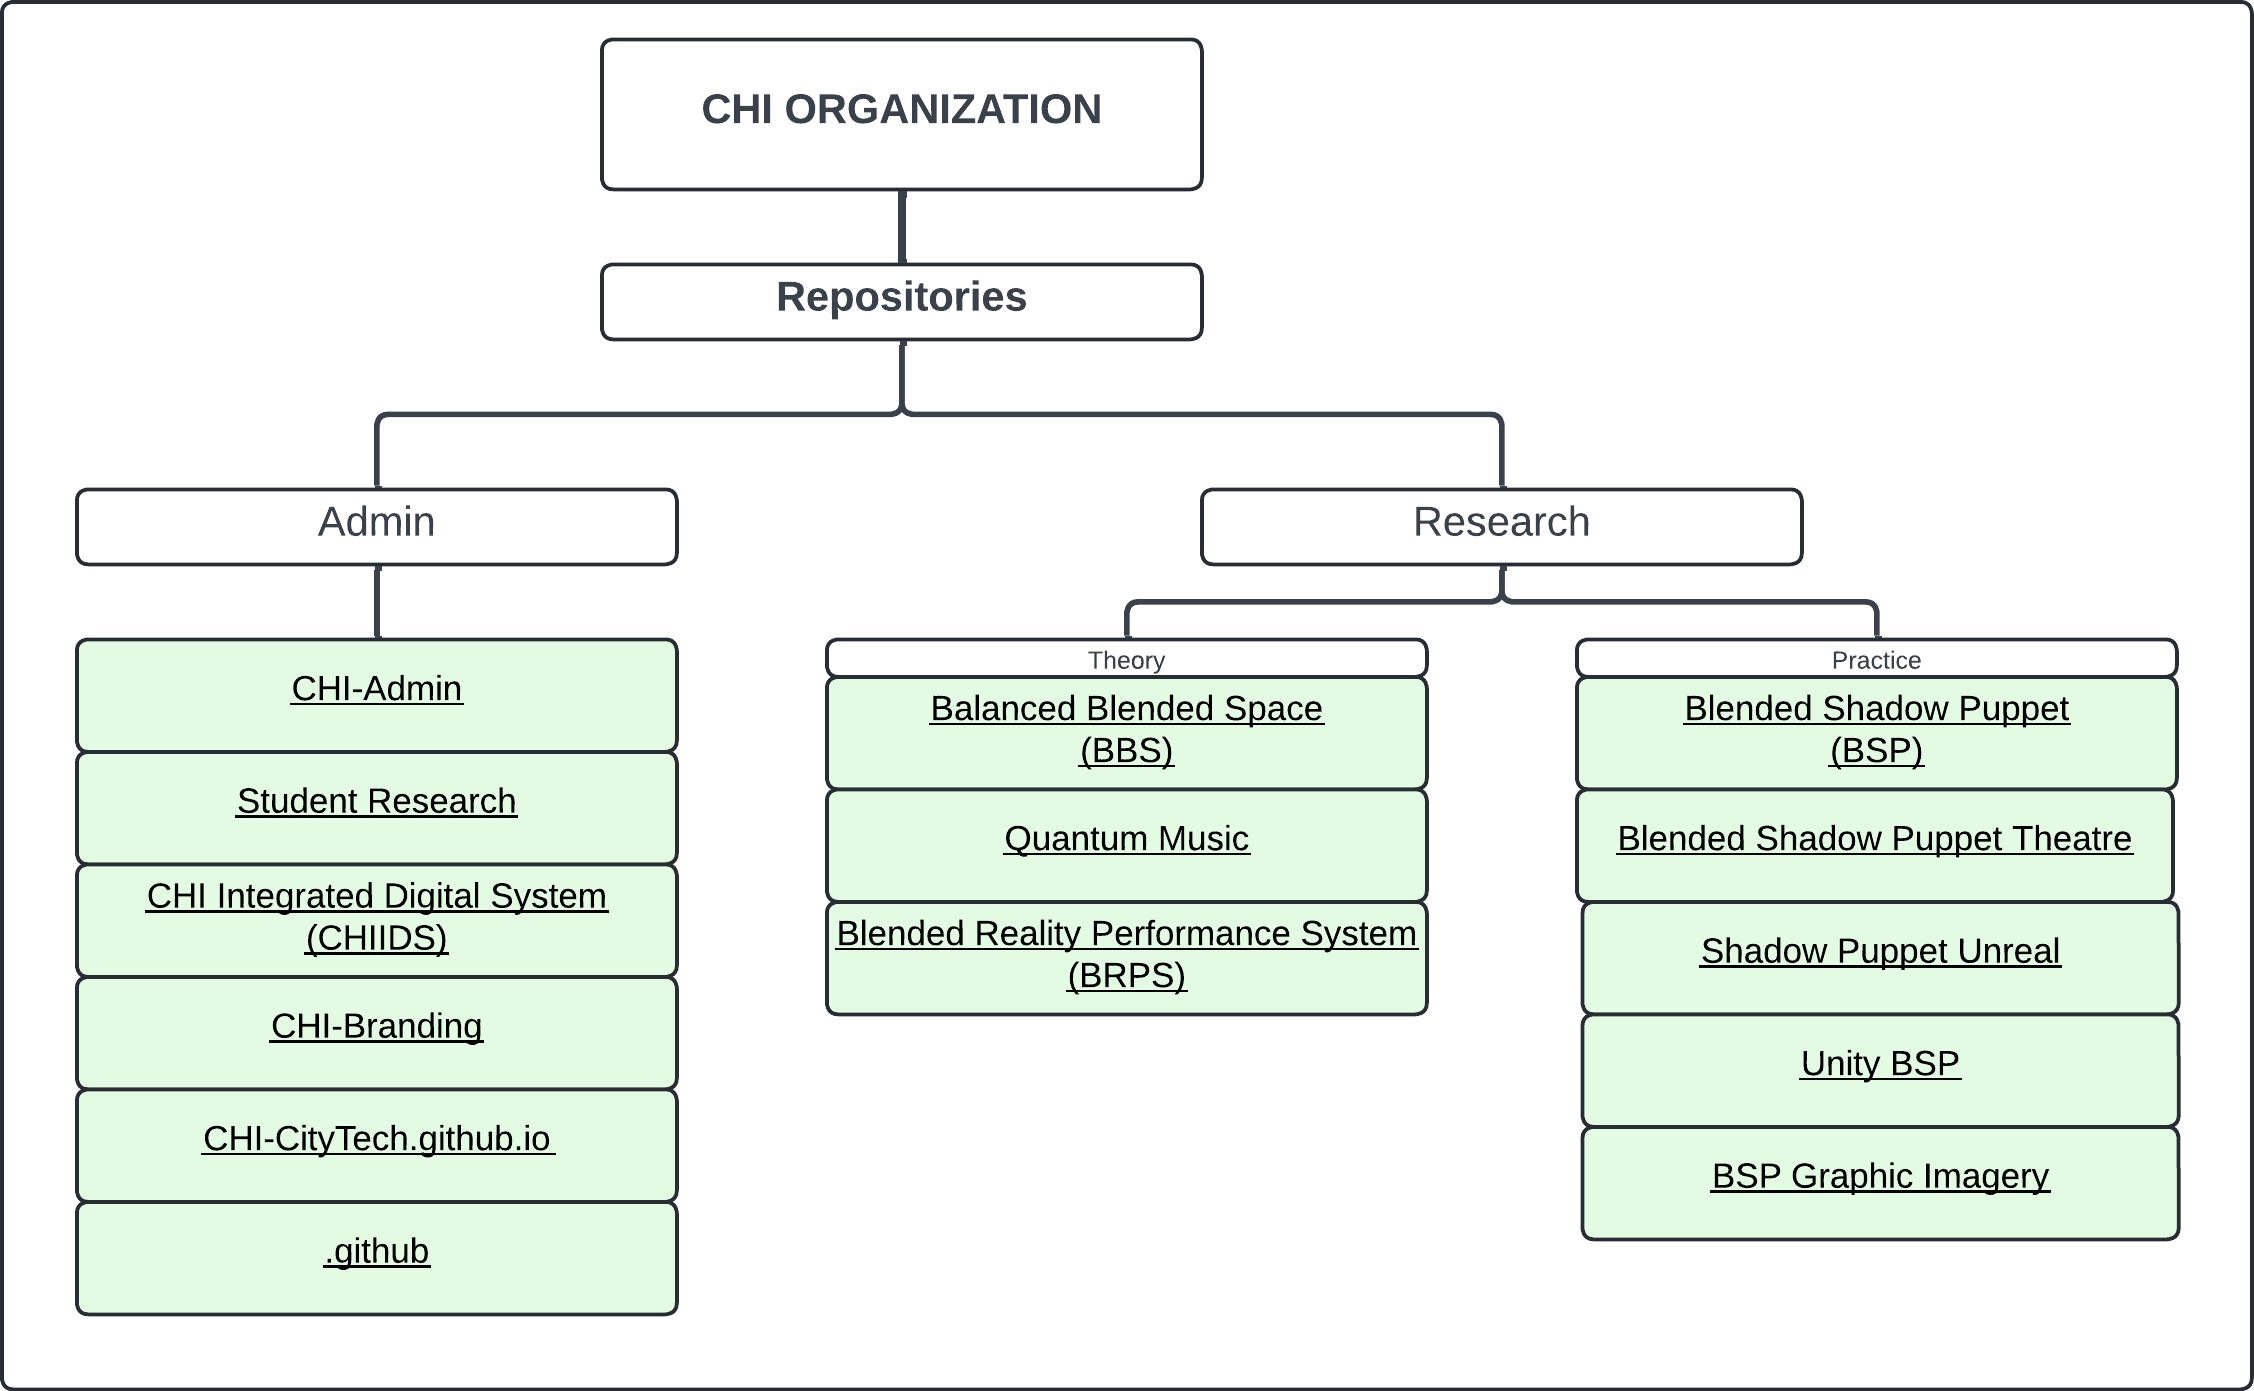 CHI ORGANIZATION
Repositories
Admin
Research
CHI-Admin
Student Research
CHI Integrated Digital System
(CHIIDS)
CHI-Branding
CHI-CityTech.github.io
.github
Theory
Balanced Blended Space
(BBS)
Quantum Music
Blended Reality Performance System
(BRPS)
Practice
Blended Shadow Puppet
(BSP)
Blended Shadow Puppet Theatre
Shadow Puppet Unreal
Unity BSP
BSP Graphic Imagery